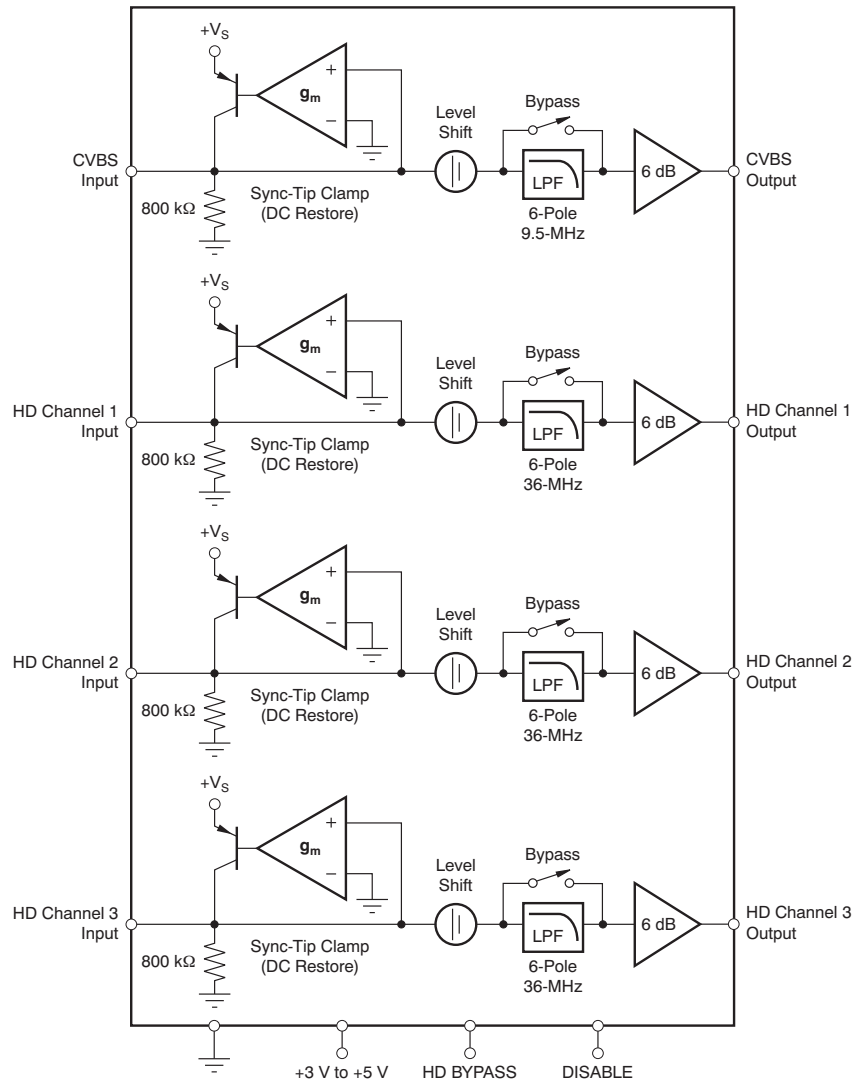 +VS
+
gm
−
Level
Shift
Bypass
CVBS
Input
LPF
6 dB
CVBS
Output
800 kΩ
Sync-Tip Clamp
(DC Restore)
6-Pole
9.5-MHz
+VS
+
gm
−
Level
Shift
Bypass
HD Channel 1
Input
LPF
6 dB
HD Channel 1
Output
800 kΩ
Sync-Tip Clamp
(DC Restore)
6-Pole
36-MHz
+VS
+
gm
−
Level
Shift
Bypass
HD Channel 2
Input
LPF
6 dB
HD Channel 2
Output
800 kΩ
Sync-Tip Clamp
(DC Restore)
6-Pole
36-MHz
+VS
+
gm
−
Level
Shift
Bypass
HD Channel 3
Input
LPF
6 dB
HD Channel 3
Output
800 kΩ
Sync-Tip Clamp
(DC Restore)
6-Pole
36-MHz
+3 V to +5 V
HD BYPASS
DISABLE